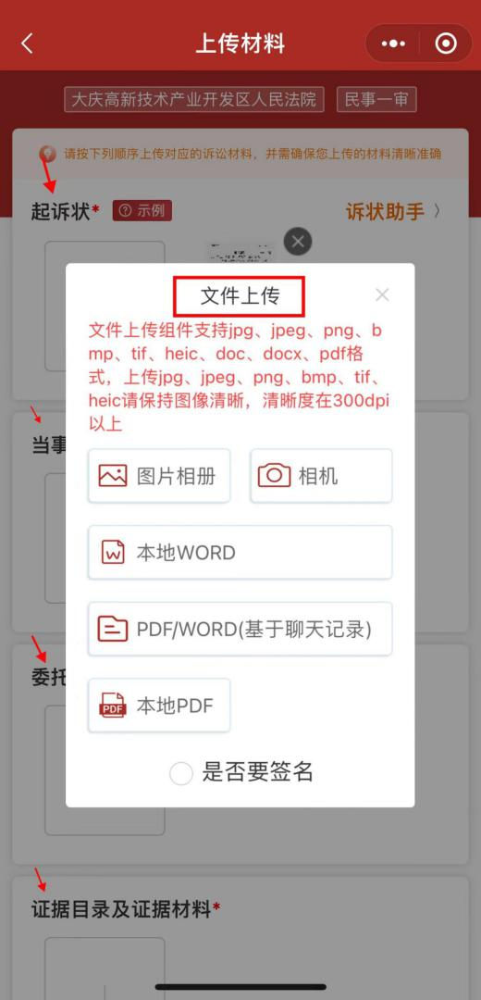 上传材料
大庆高新技术产业开发区人民法院 民事一审
请按下列顺序上传对应的诉讼材料，并需确保您上传的材料清晰准确
起诉状* 示例 诉状助手
文件上传
文件上传组件支持jpg、jpeg、png、b
mp、tif、heic、doc、docx、pdf格
式，上传jpg、jpeg、png、bmp、tif、
heic请保持图像清晰，清晰度在300dpi
以上
当事
图片相册 相机
本地WORD
PDF/WORD(基于聊天记录)
委托
PDF 本地PDF
是否要签名
证据目录及证据材料*